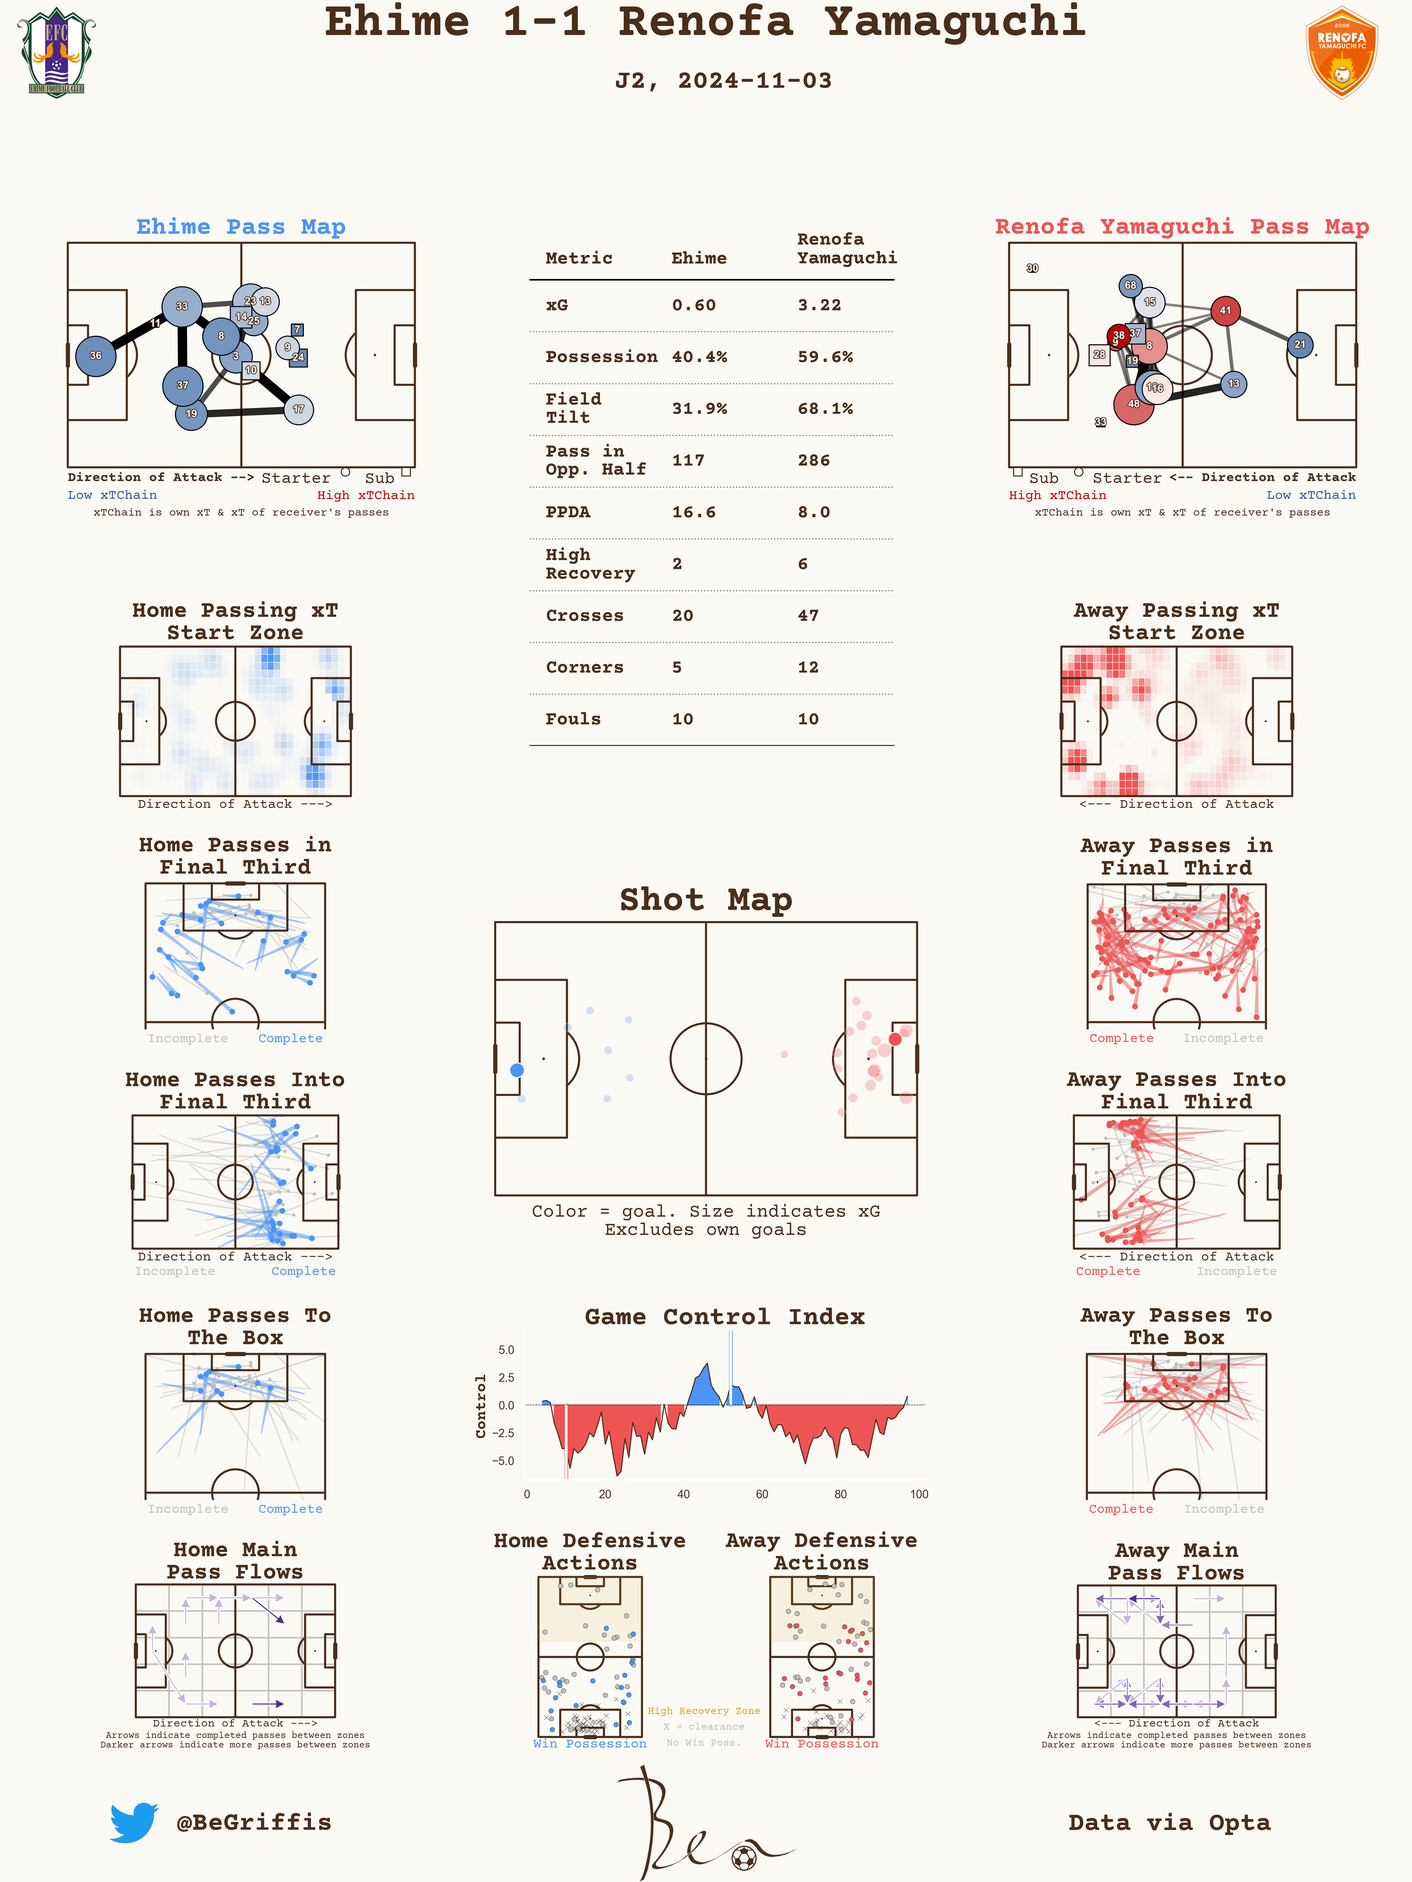 Ehime 1-1 Renofa Yamaguchi
J2, 2024-11-03
EFC
EHIME FOOTBALL CLUB
2006
RENOFA
YAMAGUCHI FC
Ehime Pass Map
36
11
33
37
19
8
3
23
13
14
25
10
9
7
24
17
Direction of Attack --> Starter Sub
Low xTChain High xTChain
xTChain is own xT & xT of receiver's passes
Metric Ehime Renofa Yamaguchi
xG 0.60 3.22
Possession 40.4% 59.6%
Field Tilt 31.9% 68.1%
Pass in Opp. Half 117 286
PPDA 16.6 8.0
High Recovery 2 6
Crosses 20 47
Corners 5 12
Fouls 10 10
Renofa Yamaguchi Pass Map
30
68
15
41
38
37
9
8
28
19
21
13
16
48
33
Sub Starter <-- Direction of Attack
High xTChain Low xTChain
xTChain is own xT & xT of receiver's passes
Home Passing xT
Start Zone
Direction of Attack --->
Away Passing xT
Start Zone
<--- Direction of Attack
Home Passes in
Final Third
Incomplete Complete
Away Passes in
Final Third
Complete Incomplete
Shot Map
Color = goal. Size indicates xG
Excludes own goals
Home Passes Into
Final Third
Direction of Attack --->
Incomplete Complete
Away Passes Into
Final Third
<--- Direction of Attack
Complete Incomplete
Home Passes To
The Box
Incomplete Complete
Game Control Index
Control
5.0
2.5
0.0
−2.5
−5.0
0 20 40 60 80 100
Away Passes To
The Box
Complete Incomplete
Home Main
Pass Flows
Direction of Attack --->
Arrows indicate completed passes between zones
Darker arrows indicate more passes between zones
Home Defensive
Actions
Win Possession
Away Defensive
Actions
Win Possession
High Recovery Zone
X = clearance
No Win Poss.
Away Main
Pass Flows
<--- Direction of Attack
Arrows indicate completed passes between zones
Darker arrows indicate more passes between zones
@BeGriffis
Ben
Data via Opta